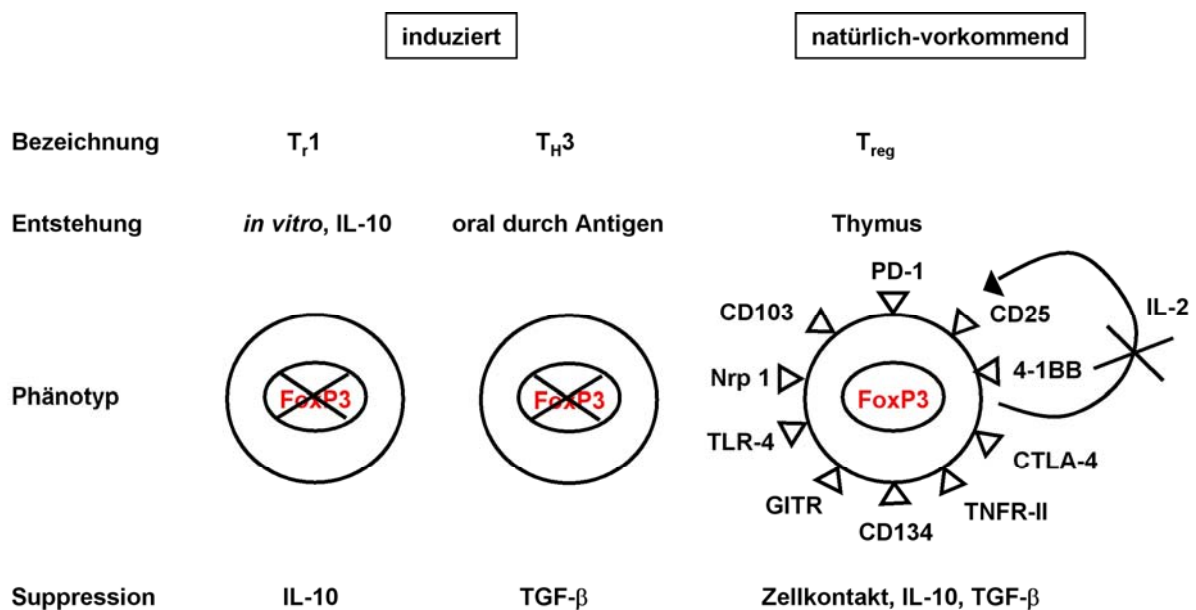 induziert natürlich-vorkommend
Bezeichnung Tr1 TH3 Treg
Entstehung in vitro, IL-10 oral durch Antigen Thymus
PD-1
CD103 CD25 IL-2
Phänotyp FoxP3 FoxP3 Nrp 1 FoxP3 4-1BB
TLR-4 CTLA-4
GITR TNFR-II
CD134
Suppression IL-10 TGF-β Zellkontakt, IL-10, TGF-β